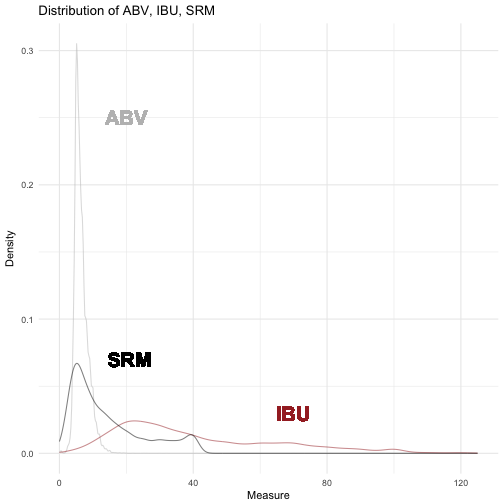 Distribution of ABV, IBU, SRM
0.3
ABV
0.2
Density
0.1
SRM
IBU
0.0
0 40 80 120
Measure